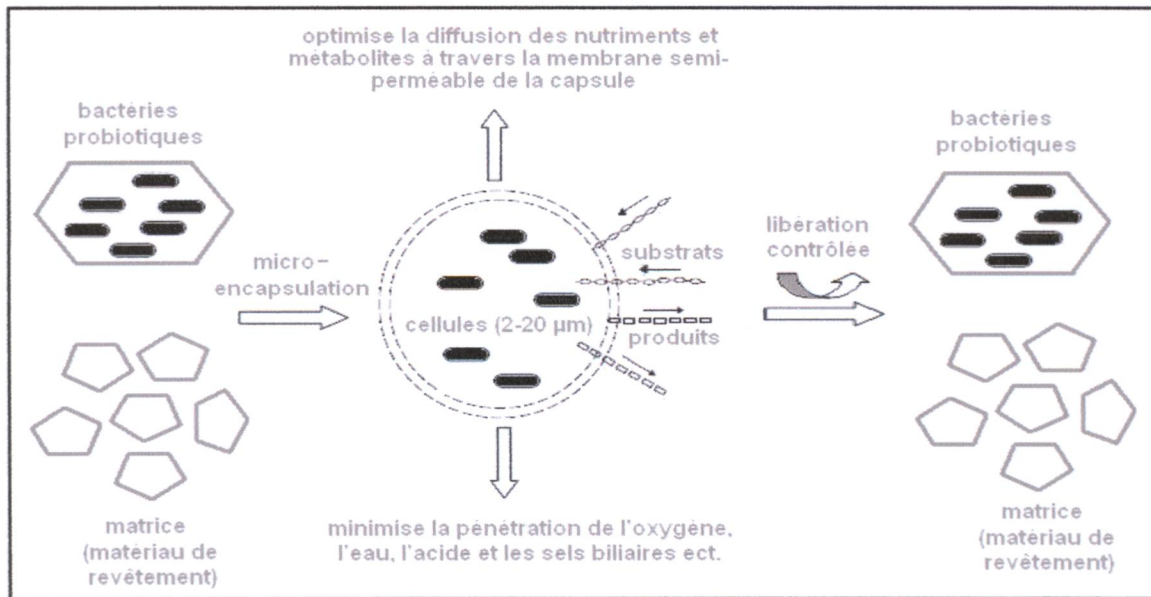 optimise la diffusion des nutriments et
métabolites à travers la membrane semi-
perméable de la capsule
bactéries
probiotiques
micro-
encapsulation
matrice
(matériau de
revêtement)
cellules (2-20 µm)
substrats
produits
minimise la pénétration de l'oxygène,
l'eau, l'acide et les sels biliaires ect.
libération
contrôlée
bactéries
probiotiques
matrice
(matériau de
revêtement)